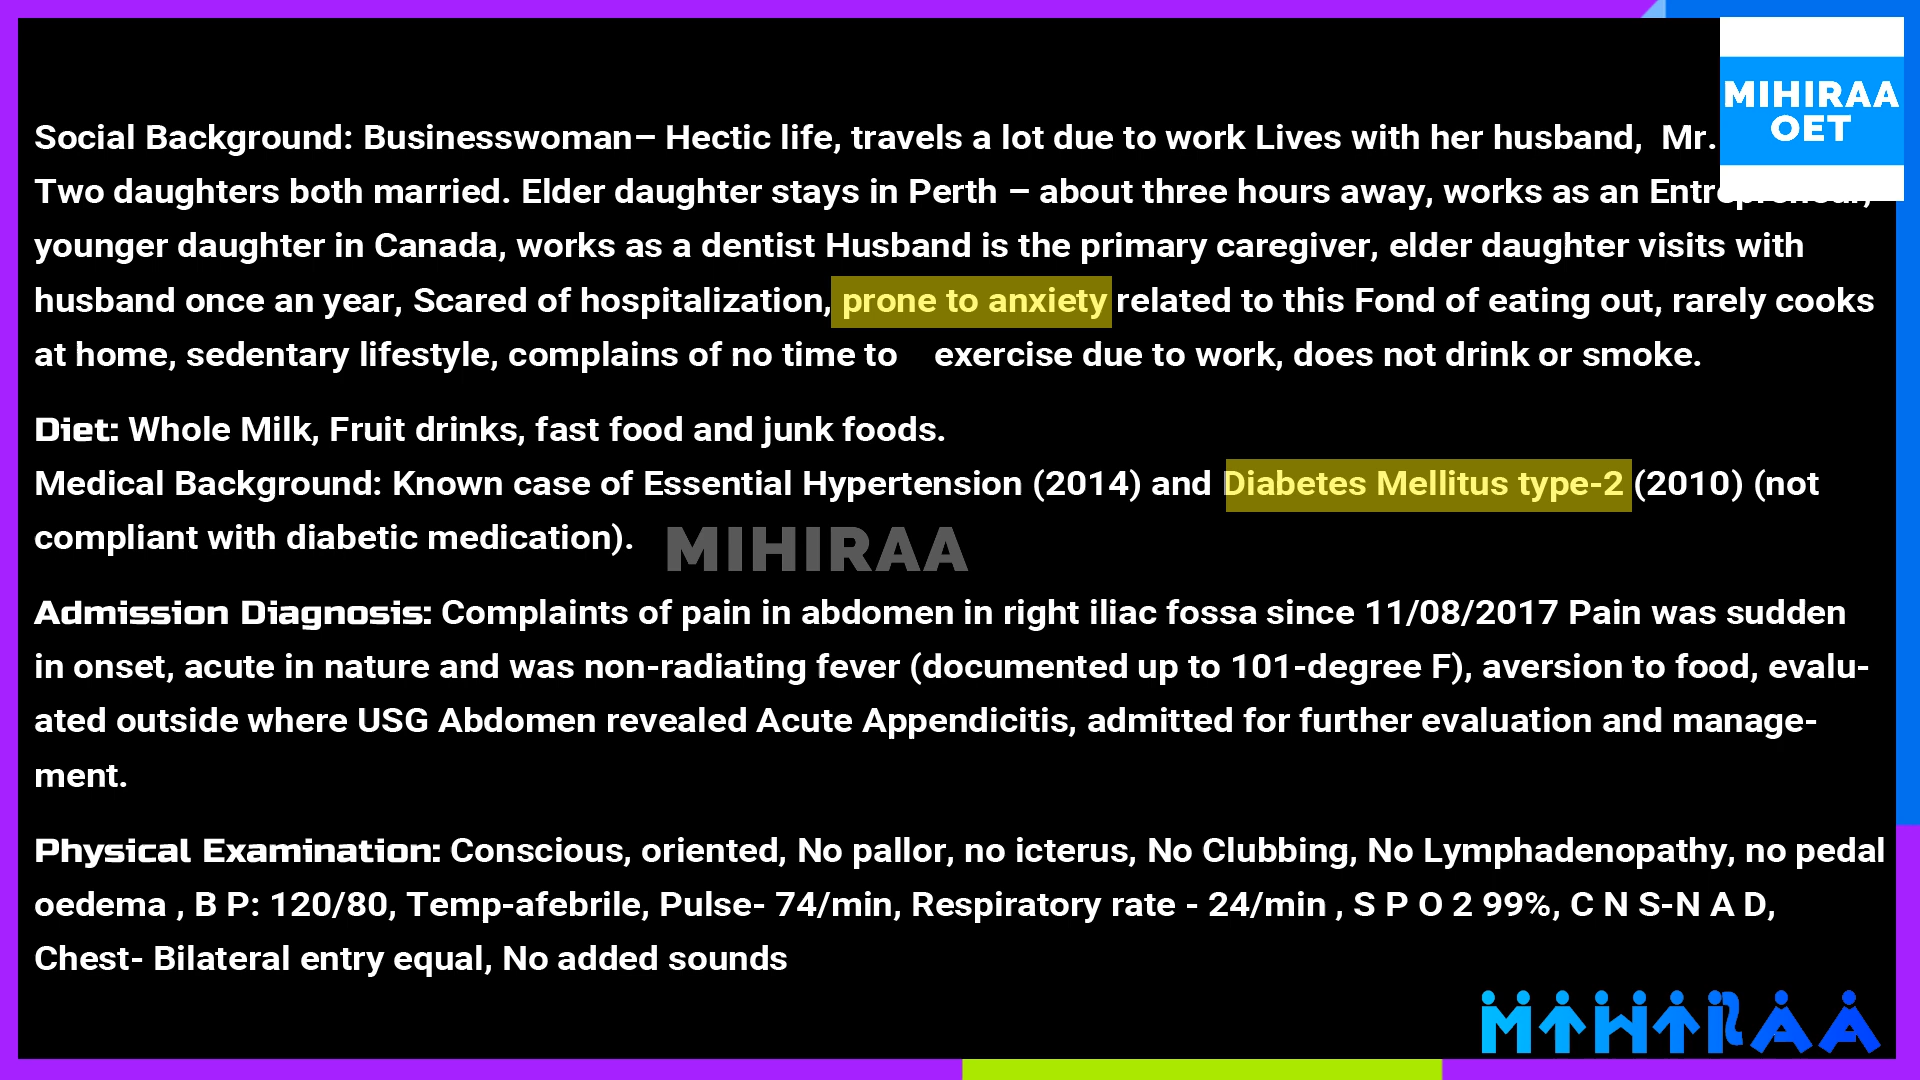 MIHIRAA
OET
Social Background: Businesswoman– Hectic life, travels a lot due to work Lives with her husband, Mr.
Two daughters both married. Elder daughter stays in Perth – about three hours away, works as an Entrepreneur,
younger daughter in Canada, works as a dentist Husband is the primary caregiver, elder daughter visits with
husband once an year, Scared of hospitalization, prone to anxiety related to this Fond of eating out, rarely cooks
at home, sedentary lifestyle, complains of no time to exercise due to work, does not drink or smoke.
Diet: Whole Milk, Fruit drinks, fast food and junk foods.
Medical Background: Known case of Essential Hypertension (2014) and Diabetes Mellitus type-2 (2010) (not
compliant with diabetic medication).
MIHIRAA
Admission Diagnosis: Complaints of pain in abdomen in right iliac fossa since 11/08/2017 Pain was sudden
in onset, acute in nature and was non-radiating fever (documented up to 101-degree F), aversion to food, evalu-
ated outside where USG Abdomen revealed Acute Appendicitis, admitted for further evaluation and manage-
ment.
Physical Examination: Conscious, oriented, No pallor, no icterus, No Clubbing, No Lymphadenopathy, no pedal
oedema , B P: 120/80, Temp-afebrile, Pulse- 74/min, Respiratory rate - 24/min , S P O 2 99%, C N S-N A D,
Chest- Bilateral entry equal, No added sounds
MIHIRAA